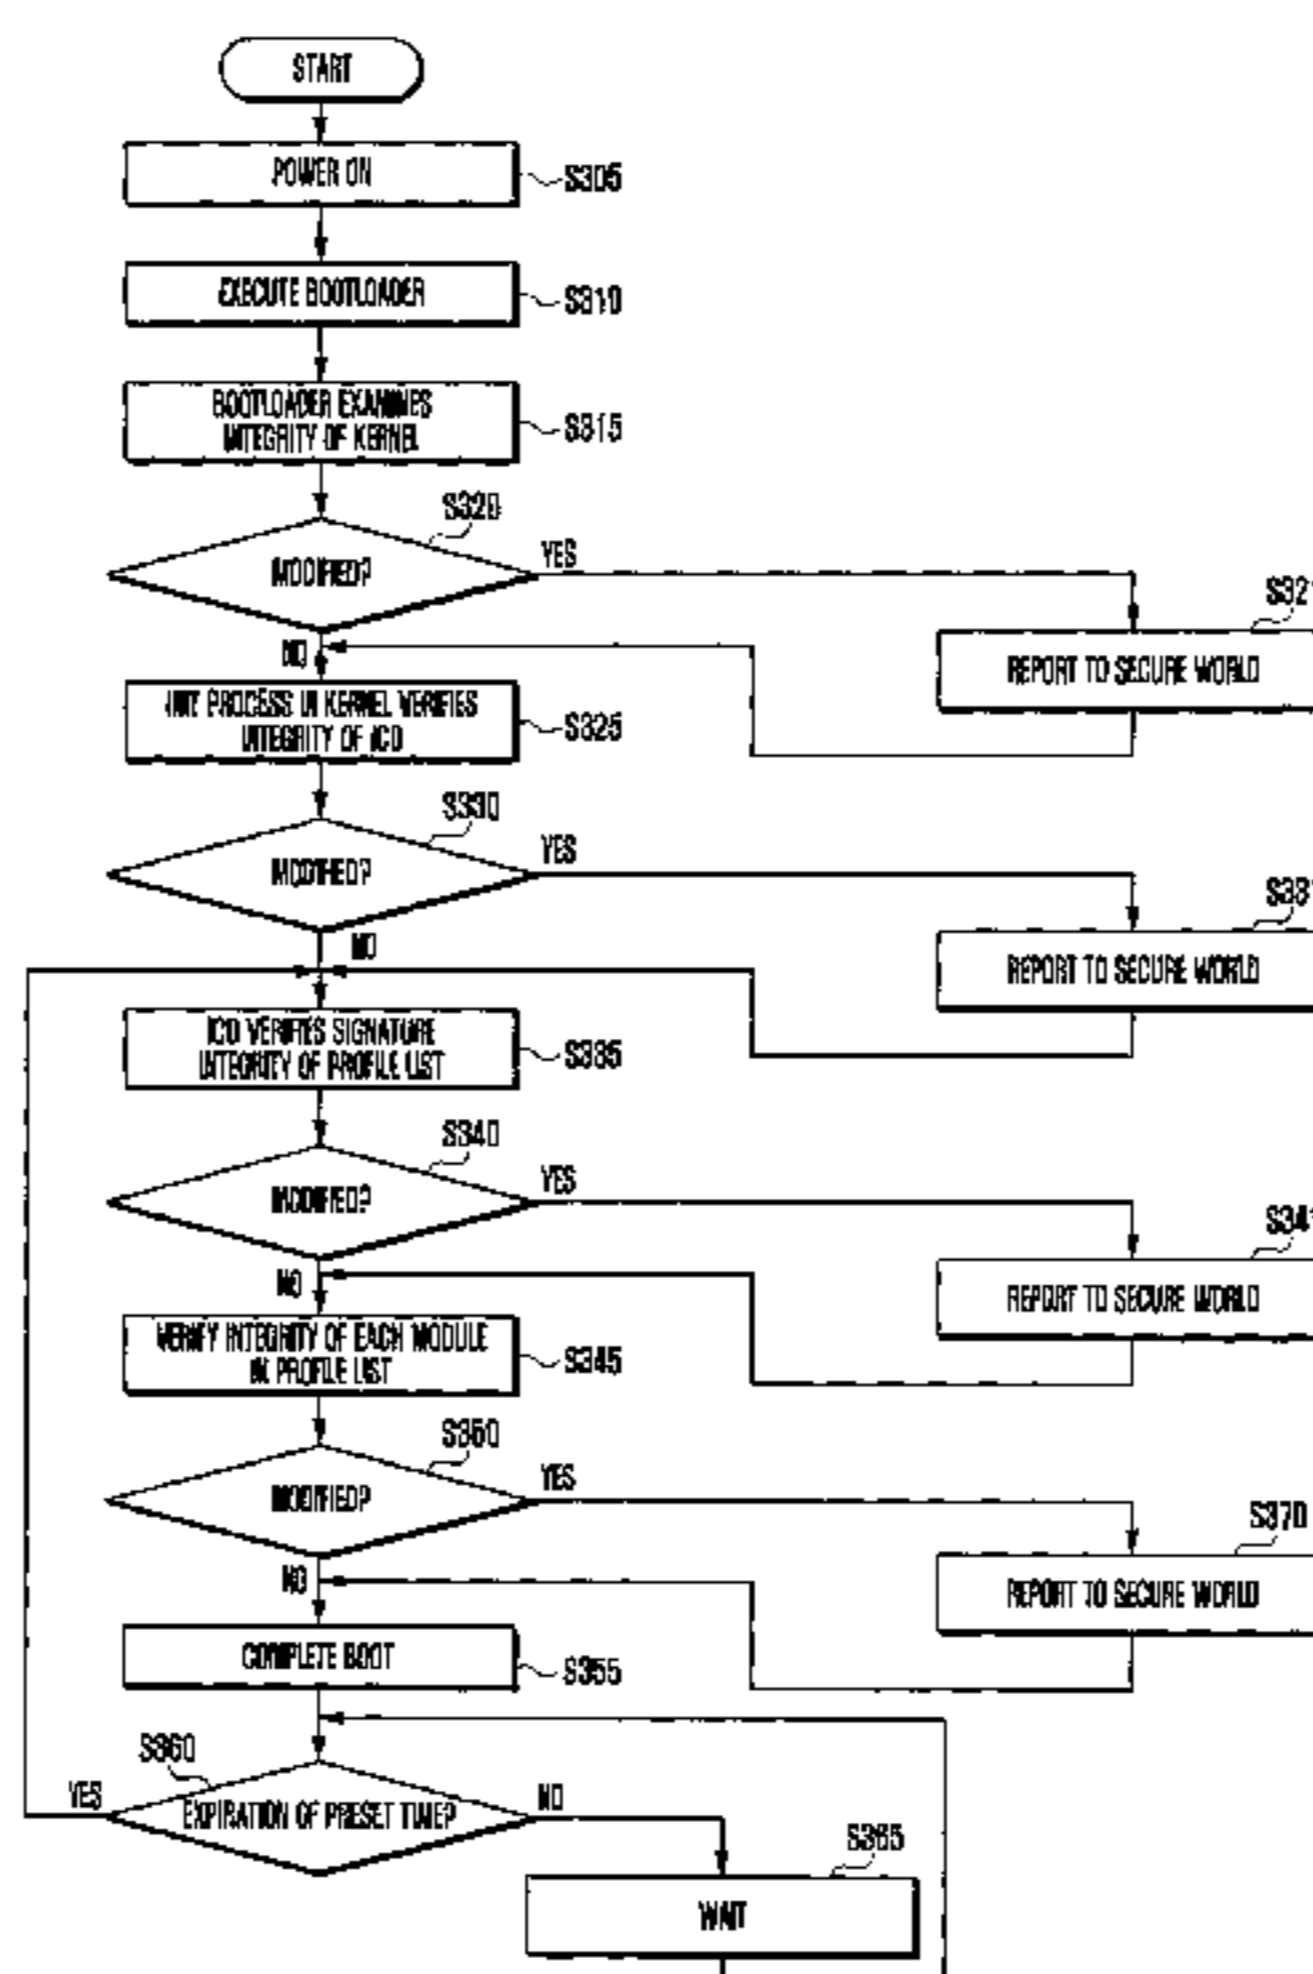 START
POWER ON
S305
EXECUTE BOOTLOADER
S310
BOOTLOADER EXAMINES
INTEGRITY OF KERNEL
S315
S320
MODIFIED?
YES
S321
REPORT TO SECURE WORLD
NO
INIT PROCESS IN KERNEL VERIFIES
INTEGRITY OF ICD
S325
S330
MODIFIED?
YES
S331
REPORT TO SECURE WORLD
NO
ICD VERIFIES SIGNATURE
INTEGRITY OF PROFILE LIST
S335
S340
MODIFIED?
YES
S341
REPORT TO SECURE WORLD
NO
VERIFY INTEGRITY OF EACH MODULE
IN PROFILE LIST
S345
S350
MODIFIED?
YES
S370
REPORT TO SECURE WORLD
NO
COMPLETE BOOT
S355
S360
YES
EXPIRATION OF PRESET TIME?
NO
S365
WAIT